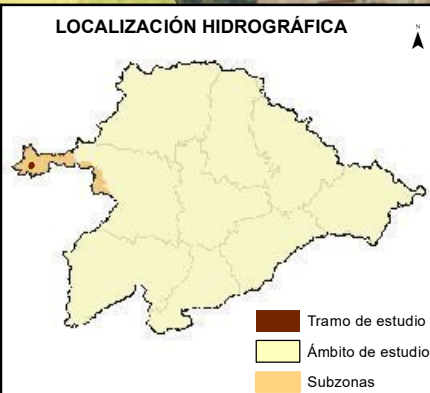 LOCALIZACIÓN HIDROGRÁFICA
N
Tramo de estudio
Ámbito de estudio
Subzonas